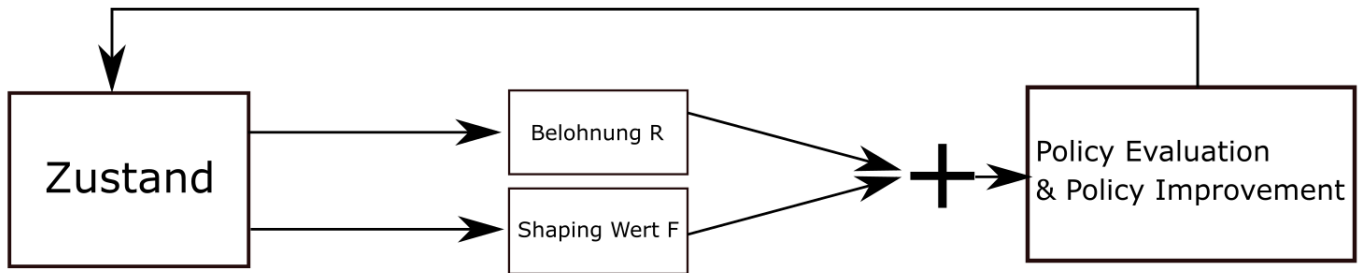 Zustand
Belohnung R
Shaping Wert F
+
Policy Evaluation
& Policy Improvement